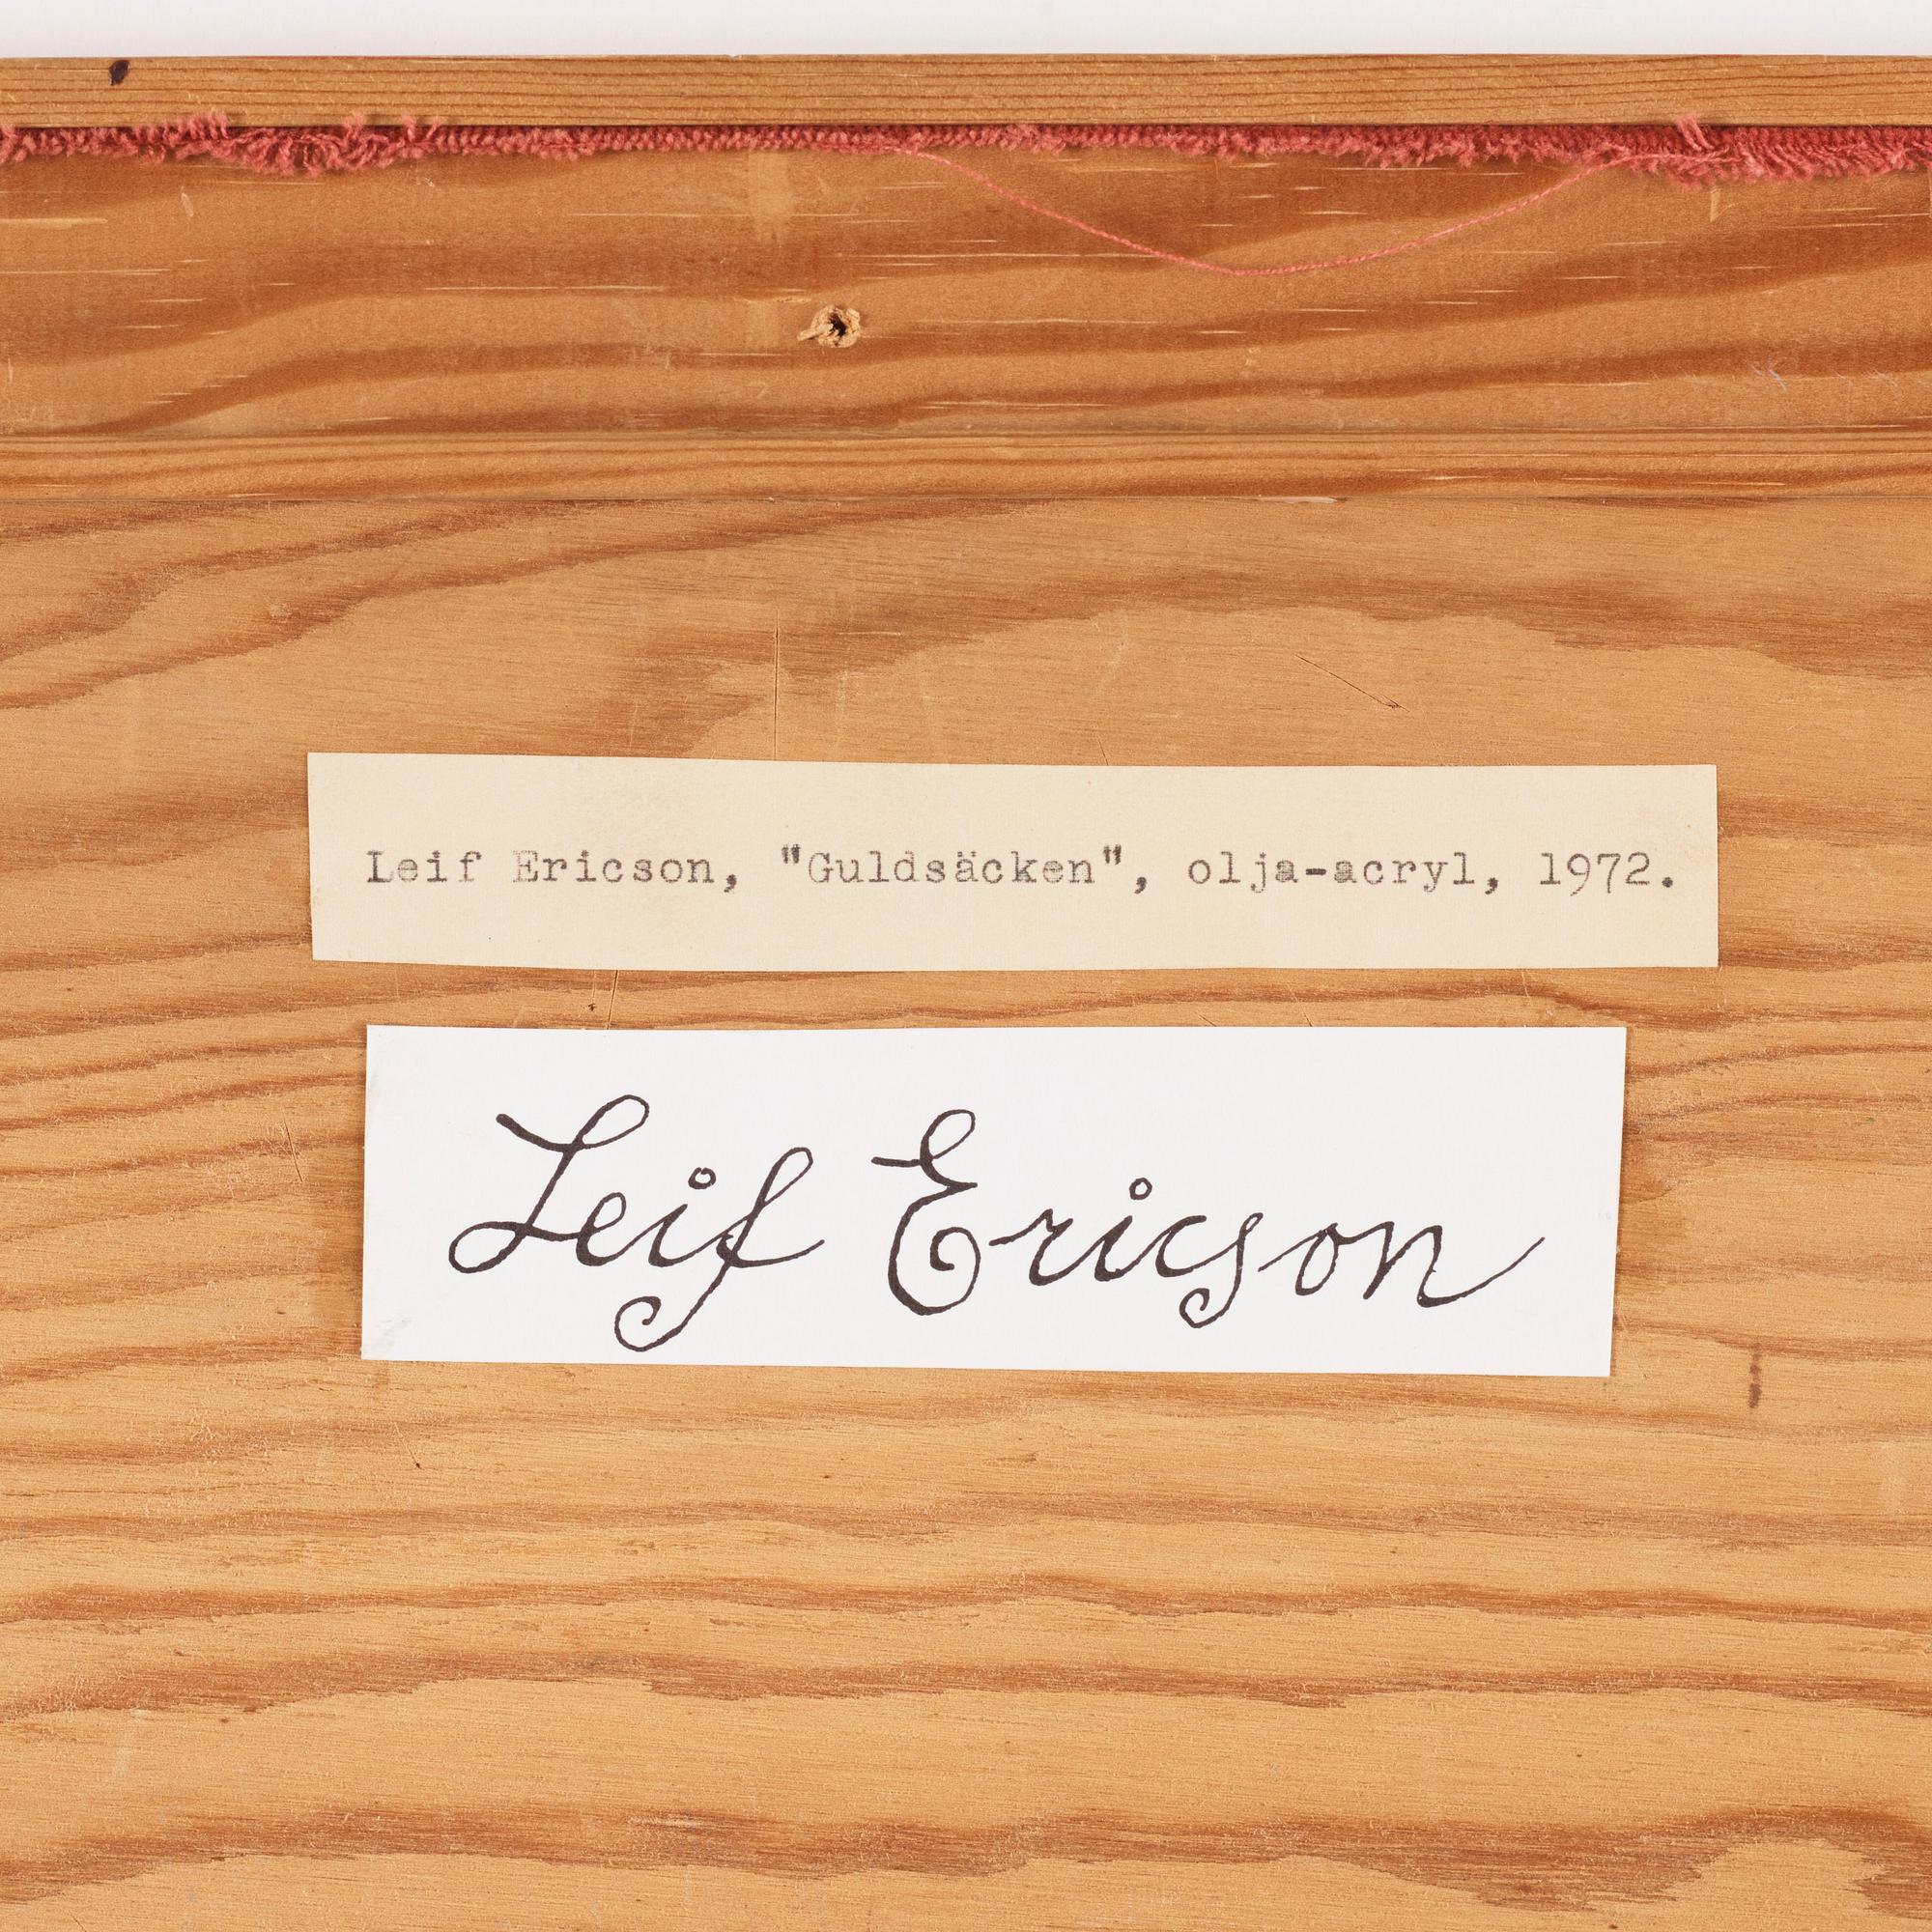 Leif Ericson, "Guldsäcken", olja-acryl, 1972.
Leif Ericson